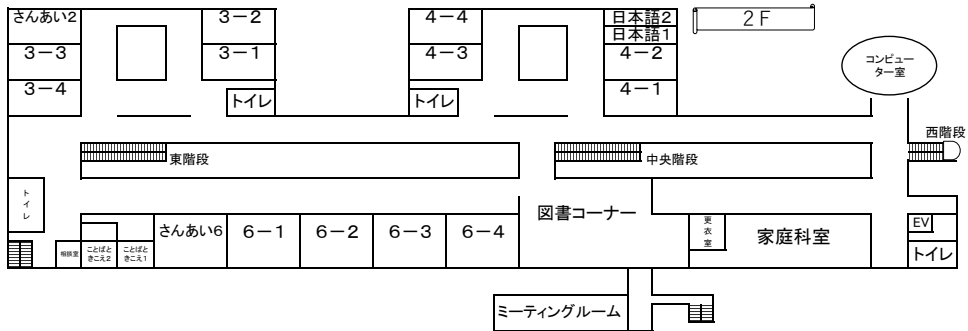 さんあい2
3－2
4－4
日本語2
2F
日本語1
3－3
3－1
4－3
4－2
コンピュー
ター室
3－4
トイレ
トイレ
4－1
東階段
中央階段
西階段
トイレ
さんあい6
6－1
6－2
6－3
6－4
図書コーナー
更衣室
家庭科室
EV
相談室
ことばと
きこえ2
ことばと
きこえ1
トイレ
ミーティングルーム